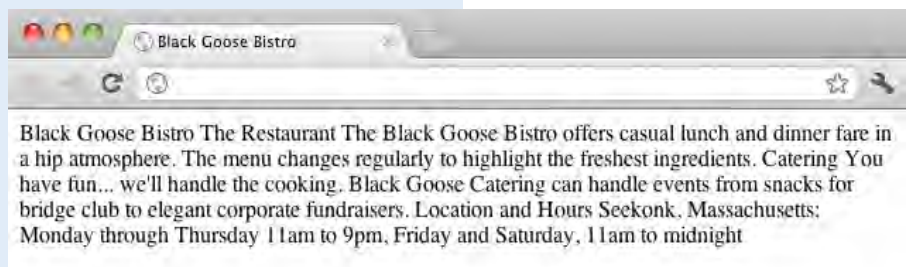 Black Goose Bistro
Black Goose Bistro The Restaurant The Black Goose Bistro offers casual lunch and dinner fare in
a hip atmosphere. The menu changes regularly to highlight the freshest ingredients. Catering You
have fun... we'll handle the cooking. Black Goose Catering can handle events from snacks for
bridge club to elegant corporate fundraisers. Location and Hours Seekonk, Massachusetts:
Monday through Thursday 11am to 9pm, Friday and Saturday, 11am to midnight